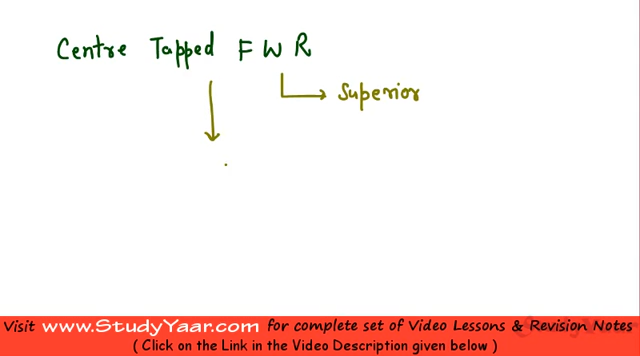 Centre Tapped FWR
Superior
Visit www.StudyYaar.com for complete set of Video Lessons & Revision Notes
( Click on the Link in the Video Description given below )